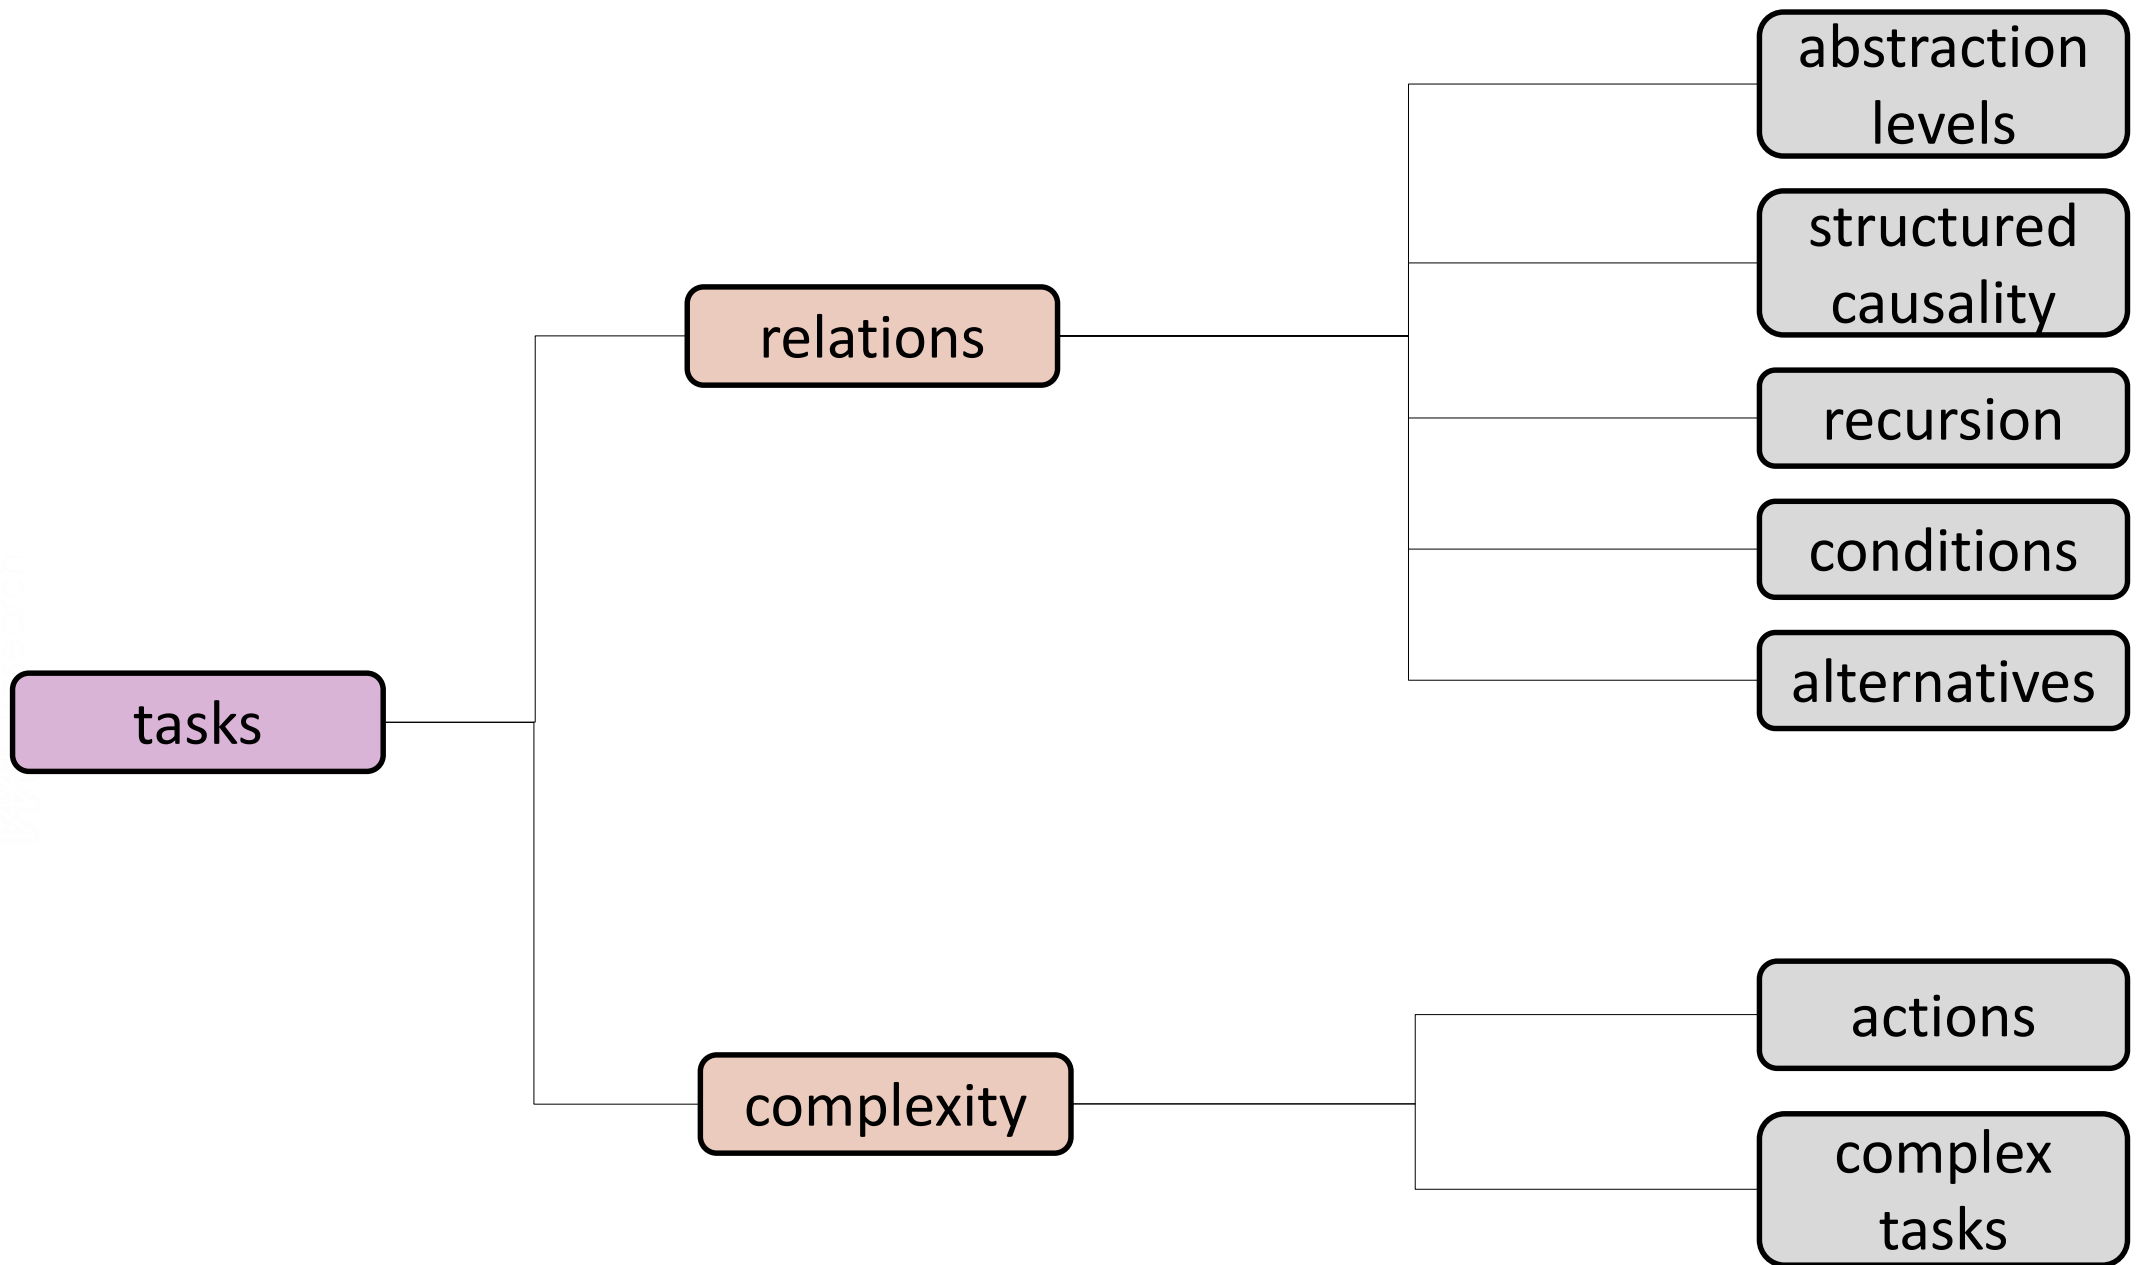 abstraction
levels
structured
causality
relations
recursion
conditions
alternatives
tasks
actions
complexity
complex
tasks